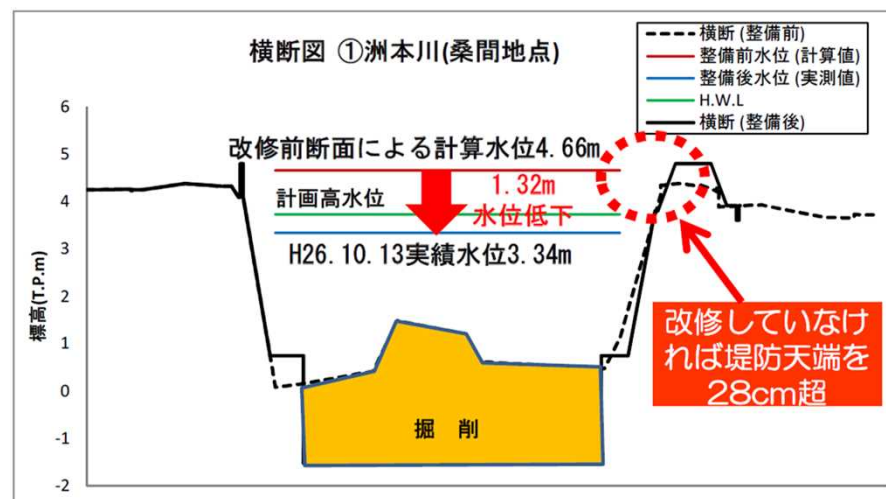 横断図 ①洲本川(桑間地点)
横断 (整備前)
整備前水位 (計算値)
整備後水位 (実測値)
H.W.L
横断 (整備後)
標高(T.P.m)
6
5
4
3
2
1
0
-1
-2
改修前断面による計算水位4.66m
1.32m
水位低下
計画高水位
H26.10.13実績水位3.34m
改修していなけ
れば堤防天端を
28cm超
掘 削